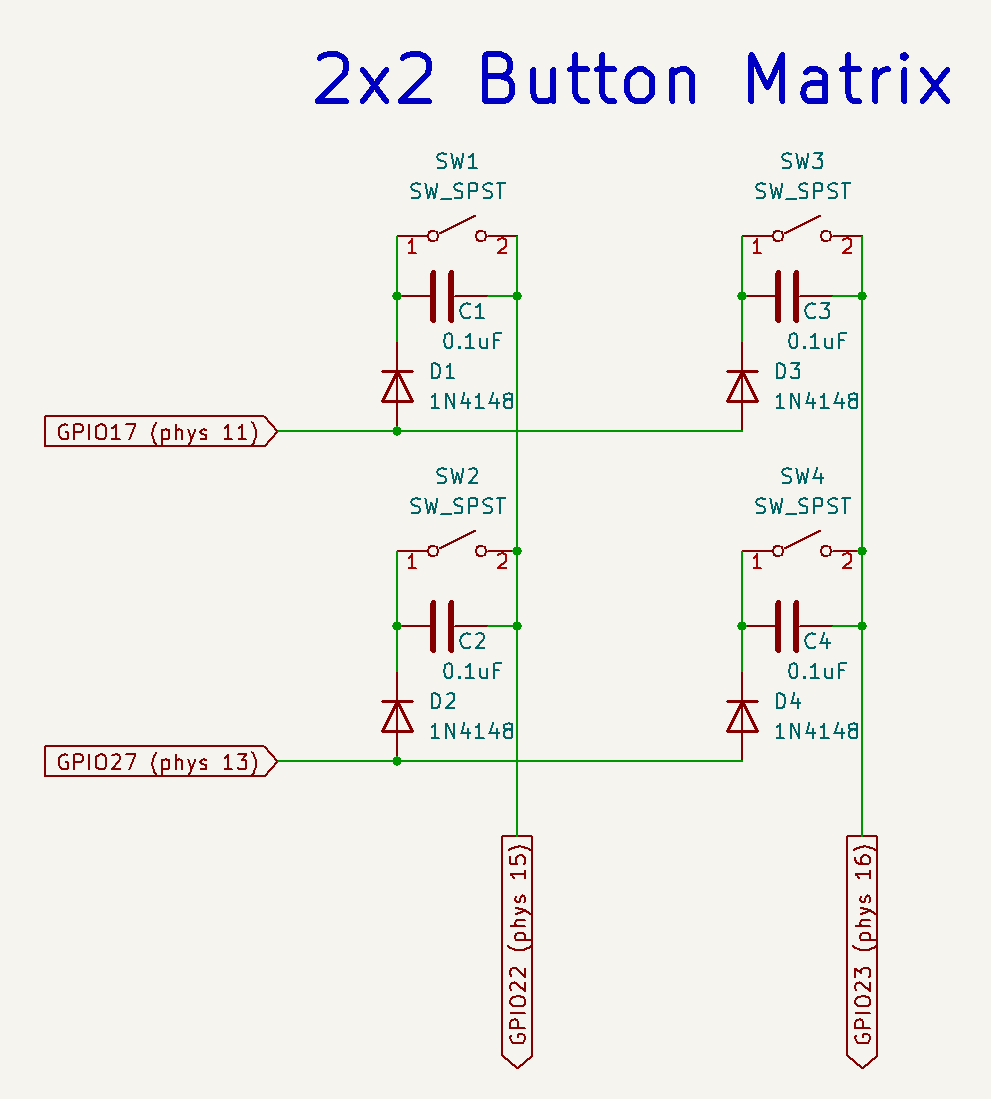 2x2 Button Matrix
SW1
SW_SPST
1 2
C1
0.1uF
D1
1N4148
SW3
SW_SPST
1 2
C3
0.1uF
D3
1N4148
GPIO17 (phys 11)
SW2
SW_SPST
1 2
C2
0.1uF
D2
1N4148
SW4
SW_SPST
1 2
C4
0.1uF
D4
1N4148
GPIO27 (phys 13)
GPIO22 (phys 15)
GPIO23 (phys 16)